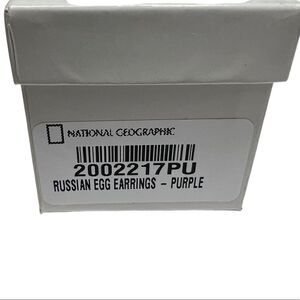 NATIONAL GEOGRAPHIC
2002217PU
RUSSIAN EGG EARRINGS - PURPLE